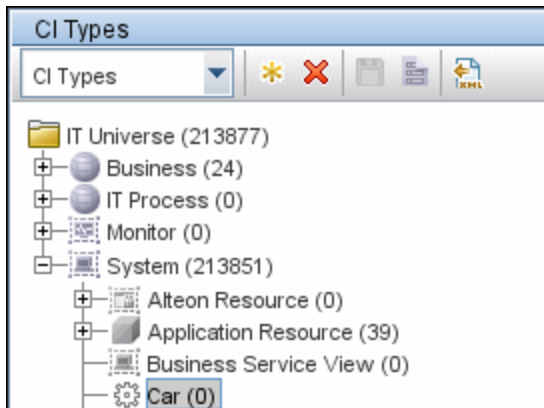 CI Types
CI Types
XML
IT Universe (213877)
Business (24)
IT Process (0)
Monitor (0)
System (213851)
Alteon Resource (0)
Application Resource (39)
Business Service View (0)
Car (0)